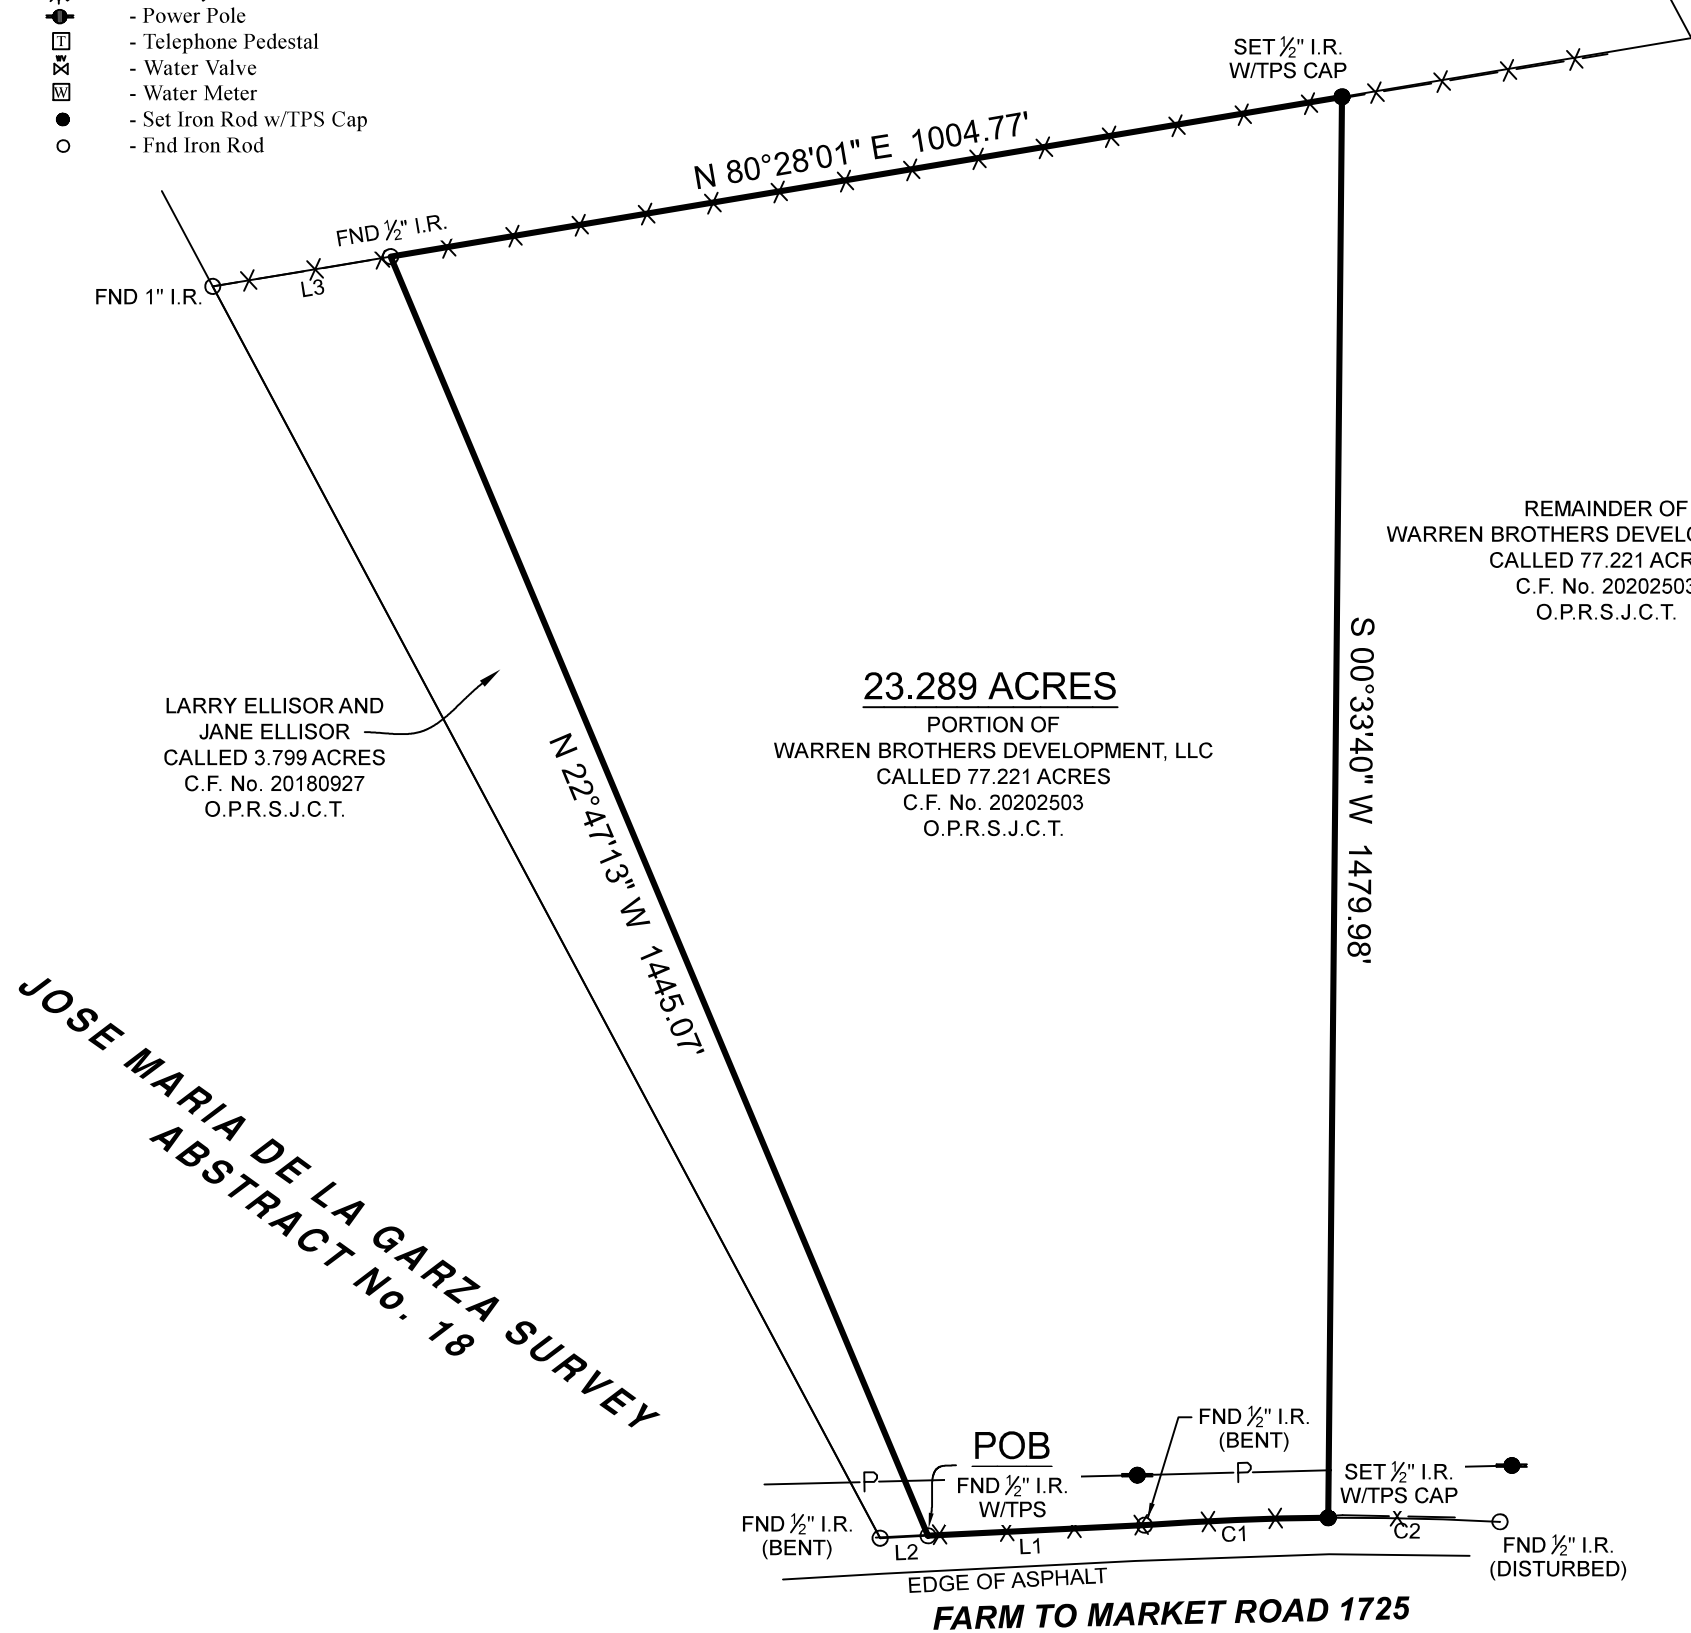 - Power Pole
T - Telephone Pedestal
WV - Water Valve
W - Water Meter
- Set Iron Rod w/TPS Cap
- Fnd Iron Rod
SET ½" I.R.
W/TPS CAP
N 80°28'01" E 1004.77'
FND ½" I.R.
FND 1" I.R.
L3
REMAINDER OF
WARREN BROTHERS
CALLED 77.221
C.F. No. 20202503
O.P.R.S.J.C.T.
S 00°33'40" W 1479.98'
23.289 ACRES
PORTION OF
WARREN BROTHERS DEVELOPMENT, LLC
CALLED 77.221 ACRES
C.F. No. 20202503
O.P.R.S.J.C.T.
LARRY ELLISOR AND
JANE ELLISOR
CALLED 3.799 ACRES
C.F. No. 20180927
O.P.R.S.J.C.T.
N 22°47'13" W 1445.07'
JOSE MARIA DE LA GARZA SURVEY
ABSTRACT No. 18
FND ½" I.R.
(BENT)
POB
FND ½" I.R.
W/TPS
P
P
SET ½" I.R.
W/TPS CAP
FND ½" I.R.
(BENT)
L2
L1
C1
C2
FND ½" I.R.
(DISTURBED)
EDGE OF ASPHALT
FARM TO MARKET ROAD 1725